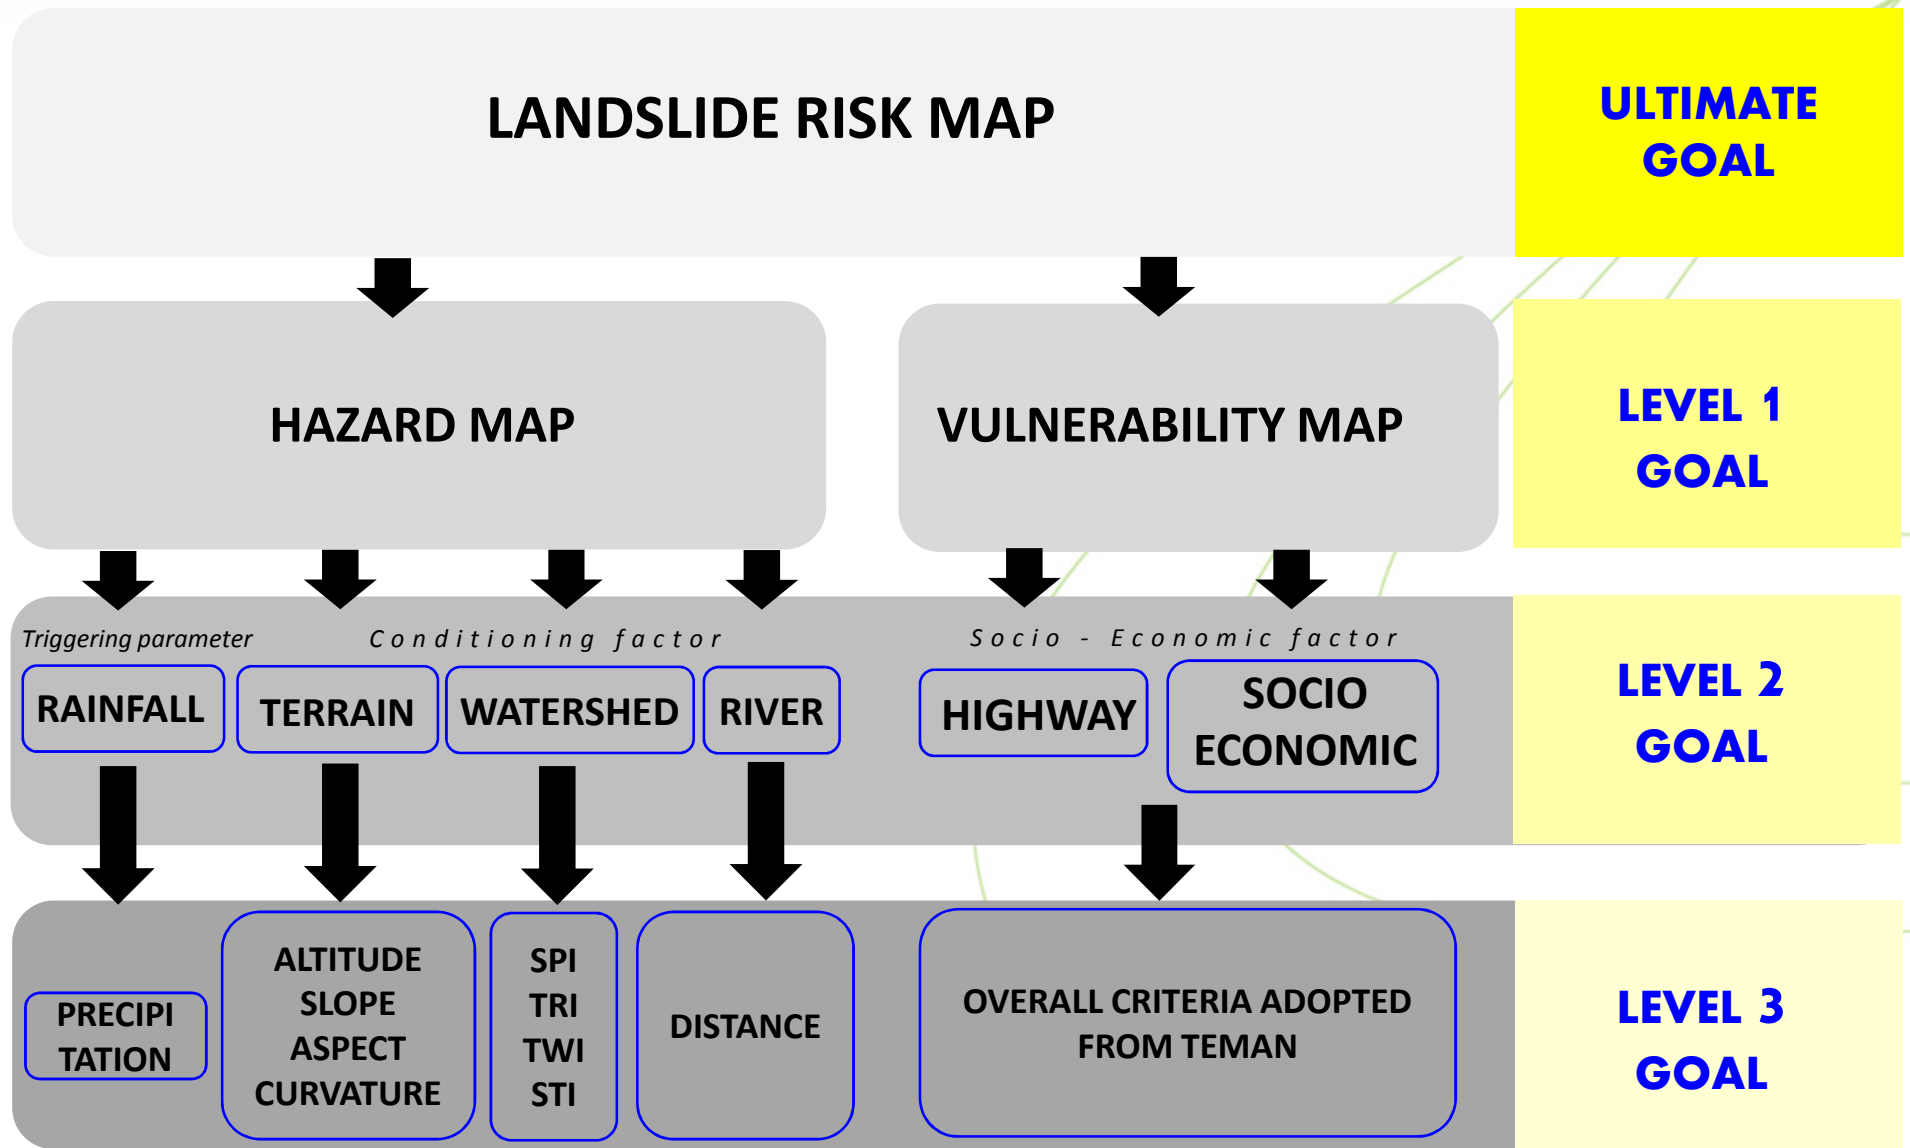 LANDSLIDE RISK MAP
ULTIMATE
GOAL
HAZARD MAP
VULNERABILITY MAP
LEVEL 1
GOAL
Triggering parameter
Conditioning factor
Socio - Economic factor
RAINFALL
TERRAIN
WATERSHED
RIVER
HIGHWAY
SOCIO
ECONOMIC
LEVEL 2
GOAL
PRECIPI
TATION
ALTITUDE
SLOPE
ASPECT
CURVATURE
SPI
TRI
TWI
STI
DISTANCE
OVERALL CRITERIA ADOPTED
FROM TEMAN
LEVEL 3
GOAL